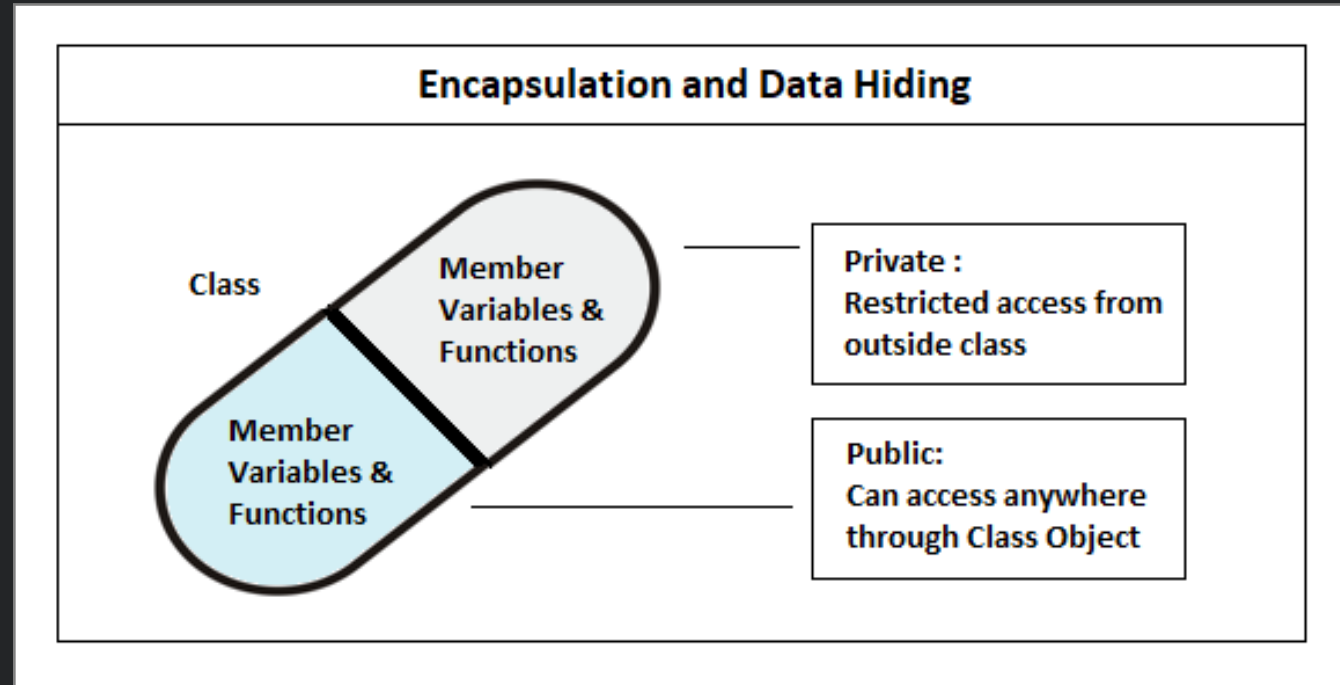 Encapsulation and Data Hiding
Class
Member
Variables &
Functions
Private :
Restricted access from
outside class
Member
Variables &
Functions
Public:
Can access anywhere
through Class Object